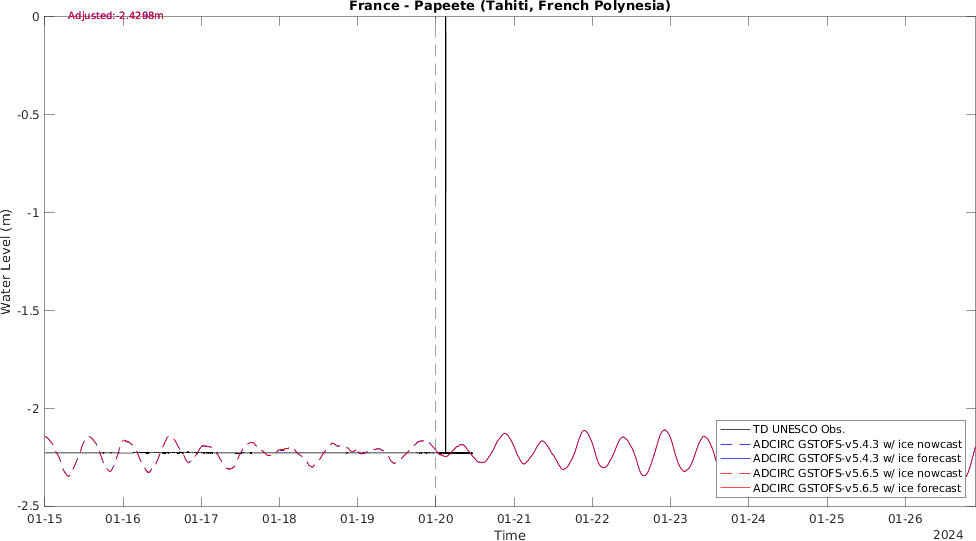 France - Papeete (Tahiti, French Polynesia)
0
-0.5
-1
-1.5
-2
-2.5
Water Level (m)
TD UNESCO Obs.
ADCIRC GSTOFS-v5.4.3 w/ ice nowcast
ADCIRC GSTOFS-v5.4.3 w/ ice forecast
ADCIRC GSTOFS-v5.6.5 w/ ice nowcast
ADCIRC GSTOFS-v5.6.5 w/ ice forecast
01-15 01-16 01-17 01-18 01-19 01-20 01-21 01-22 01-23 01-24 01-25 01-26
Time
2024
Adjusted: